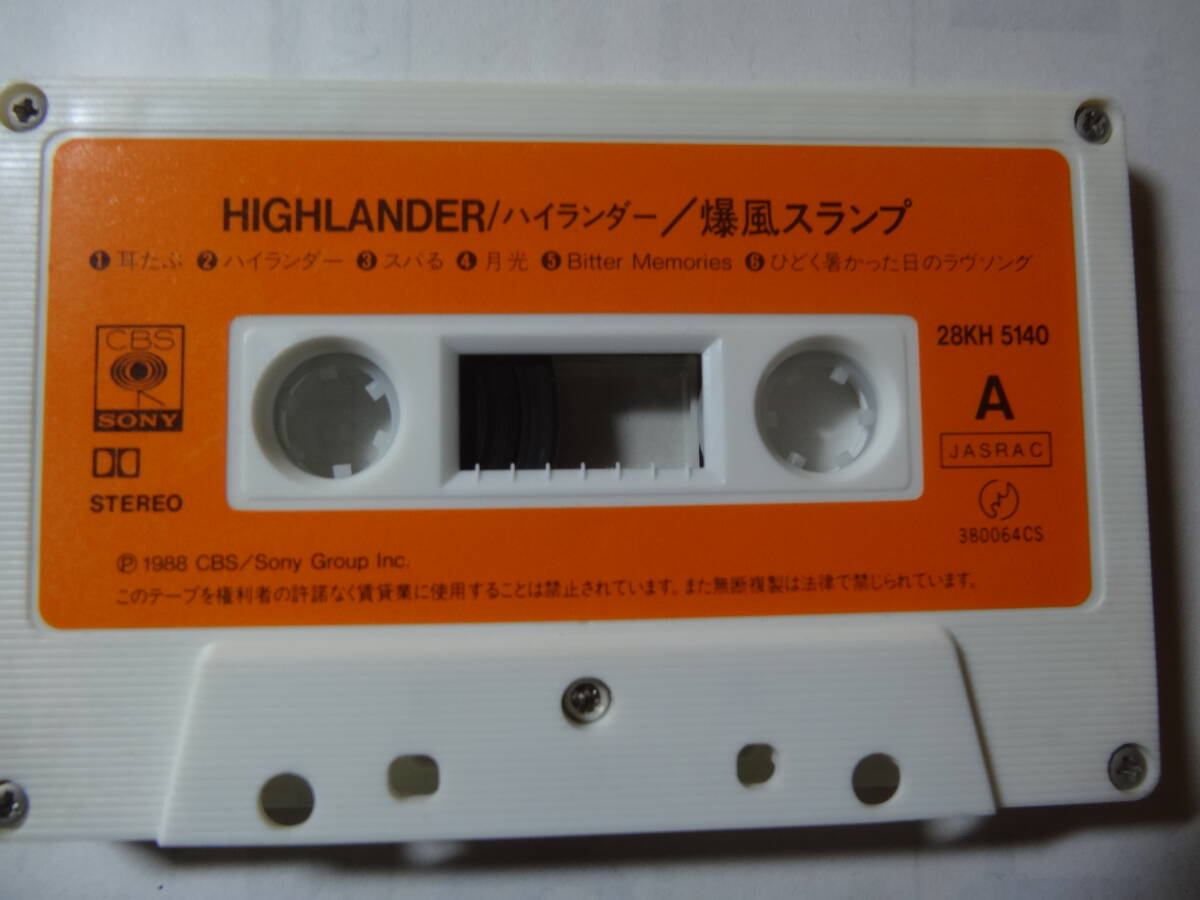 HIGHLANDER/ハイランダー/爆風スランプ
❶耳たぶ ❷ハイランダー ❸スバる ❹月光 ❺Bitter Memories ❻ひどく暑かった日のラヴソング
CBS
SONY
STEREO
28KH 5140
A
JASRAC
380064CS
Ⓟ1988 CBS/Sony Group Inc.
このテープを権利者の許諾なく賃貸業に使用することは禁止されています。また無断複製は法律で禁じられています。